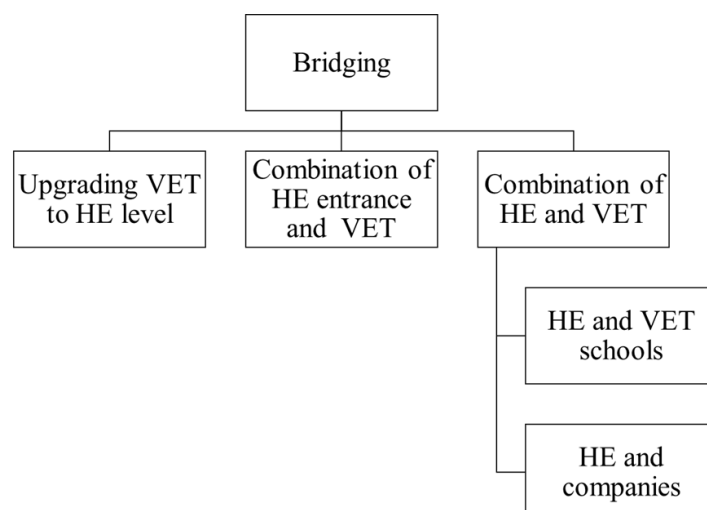 Bridging
Upgrading VET
to HE level
Combination of
HE entrance
and VET
Combination of
HE and VET
HE and VET
schools
HE and
companies